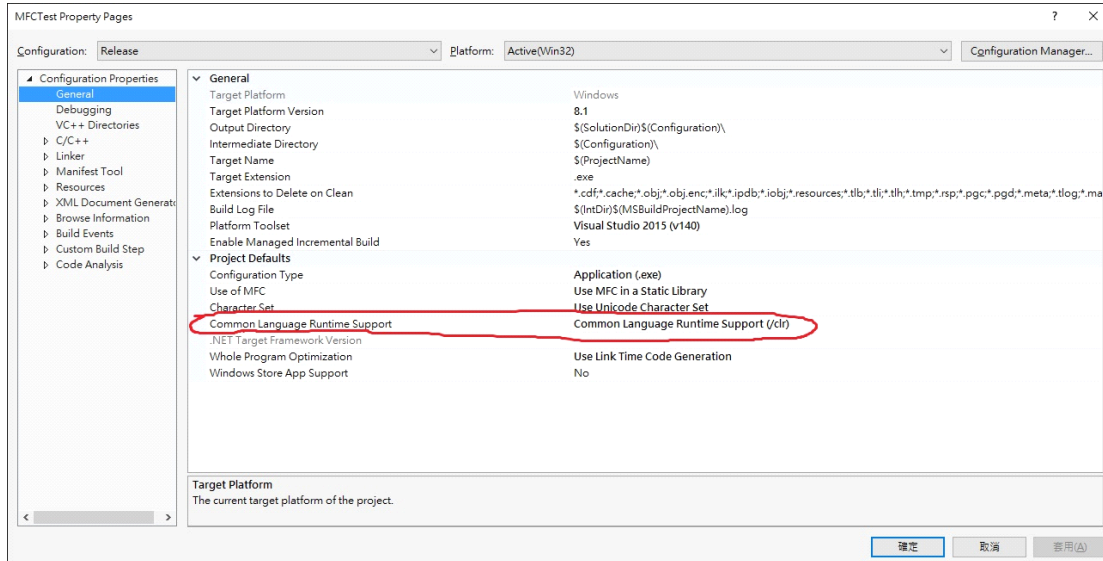 MFCTest Property Pages
? ×
Configuration: Release Platform: Active(Win32) Configuration Manager...
Configuration Properties
General
Debugging
VC++ Directories
C/C++
Linker
Manifest Tool
Resources
XML Document Generato
Browse Information
Build Events
Custom Build Step
Code Analysis
General
Target Platform Windows
Target Platform Version 8.1
Output Directory $(SolutionDir)$(Configuration)\
Intermediate Directory $(Configuration)\
Target Name $(ProjectName)
Target Extension .exe
Extensions to Delete on Clean *.cdf;*.cache;*.obj;*.obj.enc;*.ilk;*.ipdb;*.iobj;*.resources;*.tlb;*.tli;*.tlh;*.tmp;*.rsp;*.pgc;*.pgd;*.meta;*.tlog;*.ma
Build Log File $(IntDir)$(MSBuildProjectName).log
Platform Toolset Visual Studio 2015 (v140)
Enable Managed Incremental Build Yes
Project Defaults
Configuration Type Application (.exe)
Use of MFC Use MFC in a Static Library
Character Set Use Unicode Character Set
Common Language Runtime Support Common Language Runtime Support (/clr)
.NET Target Framework Version
Whole Program Optimization Use Link Time Code Generation
Windows Store App Support No
Target Platform
The current target platform of the project.
確定 取消 套用(A)